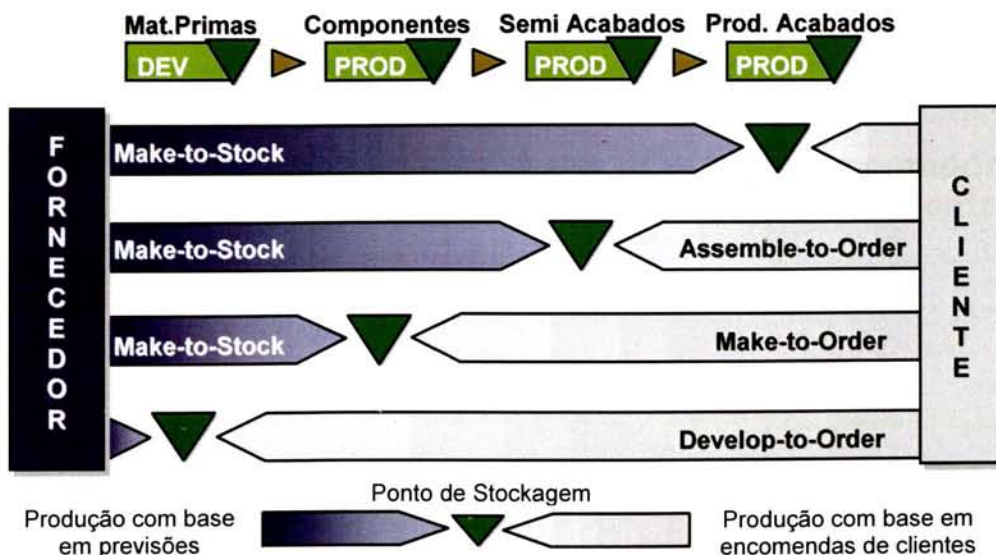 Mat.Primas Componentes Semi Acabados Prod. Acabados
DEV PROD PROD PROD
FORNECEDOR
CLIENTE
Make-to-Stock
Make-to-Stock Assemble-to-Order
Make-to-Stock Make-to-Order
Develop-to-Order
Ponto de Stockagem
Produção com base
em previsões
Produção com base em
encomendas de clientes